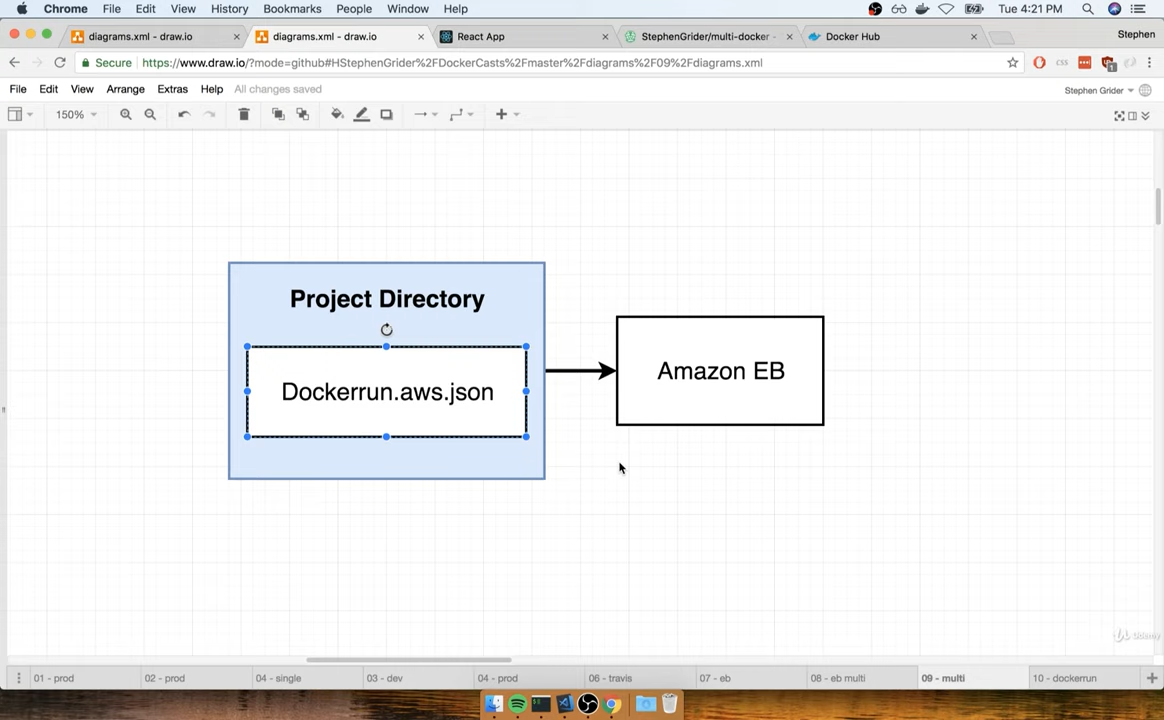 Chrome File Edit View History Bookmarks People Window Help Tue 4:21 PM
diagrams.xml - draw.io diagrams.xml - draw.io React App StephenGrider/multi-docker - Docker Hub Stephen
Secure https://www.draw.io/?mode=github#HStephenGrider%2FDockerCasts%2Fmaster%2Fdiagrams%2F09%2Fdiagrams.xml
File Edit View Arrange Extras Help All changes saved Stephen Grider
150%
Project Directory
Dockerrun.aws.json
Amazon EB
Udemy
01 - prod 02 - prod 04 - single 03 - dev 04 - prod 06 - travis 07 - eb 08 - eb multi 09 - multi 10 - dockerrun